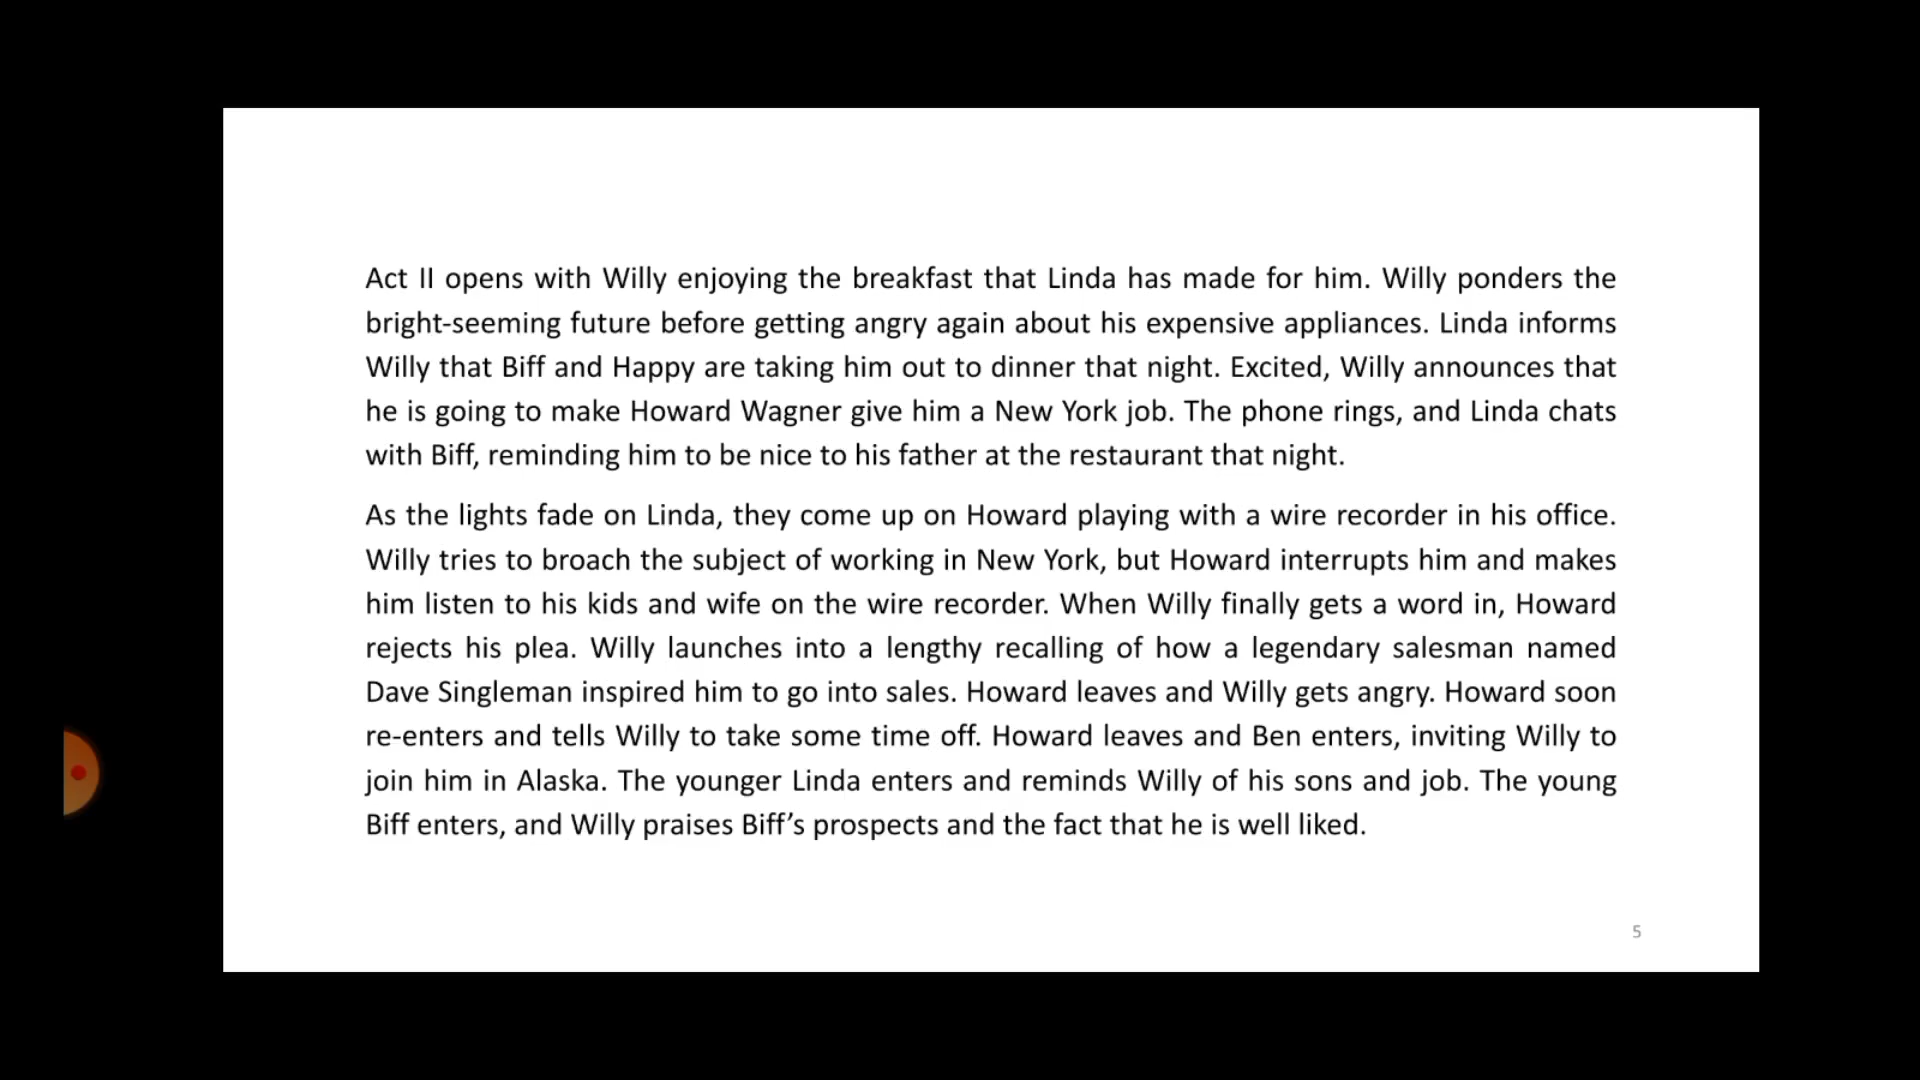 Act II opens with Willy enjoying the breakfast that Linda has made for him. Willy ponders the
bright-seeming future before getting angry again about his expensive appliances. Linda informs
Willy that Biff and Happy are taking him out to dinner that night. Excited, Willy announces that
he is going to make Howard Wagner give him a New York job. The phone rings, and Linda chats
with Biff, reminding him to be nice to his father at the restaurant that night.
As the lights fade on Linda, they come up on Howard playing with a wire recorder in his office.
Willy tries to broach the subject of working in New York, but Howard interrupts him and makes
him listen to his kids and wife on the wire recorder. When Willy finally gets a word in, Howard
rejects his plea. Willy launches into a lengthy recalling of how a legendary salesman named
Dave Singleman inspired him to go into sales. Howard leaves and Willy gets angry. Howard soon
re-enters and tells Willy to take some time off. Howard leaves and Ben enters, inviting Willy to
join him in Alaska. The younger Linda enters and reminds Willy of his sons and job. The young
Biff enters, and Willy praises Biff’s prospects and the fact that he is well liked.
5